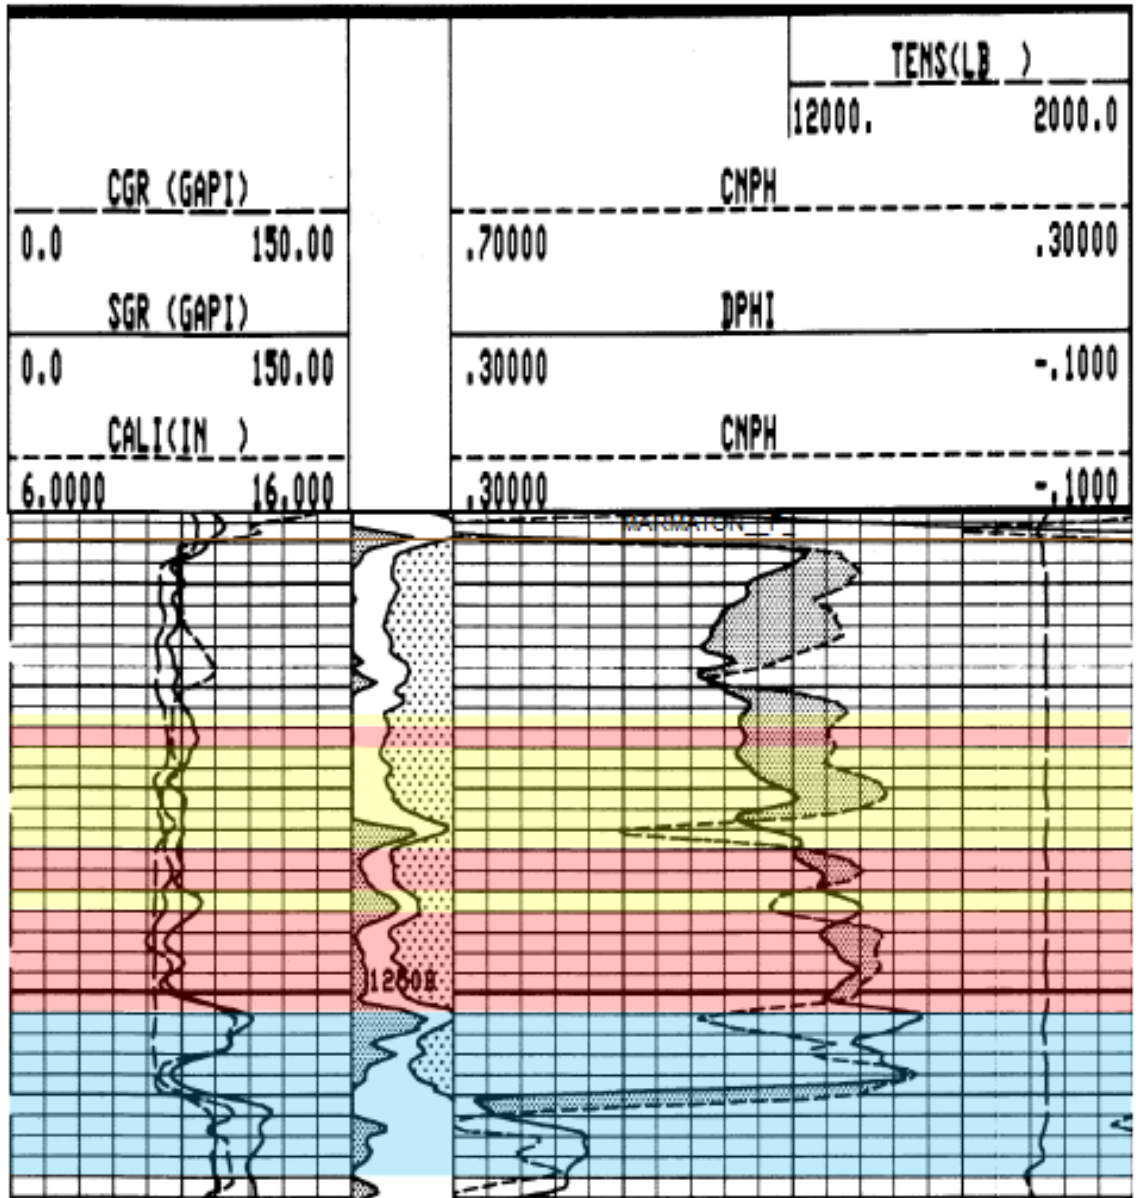 TENS(LB )
12000. 2000.0
CGR (GAPI) CNPH
0.0 150.00 .70000 .30000
SGR (GAPI) DPHI
0.0 150.00 .30000 -.1000
CALI(IN ) CNPH
6.0000 16.000 .30000 -.1000
MARMATON